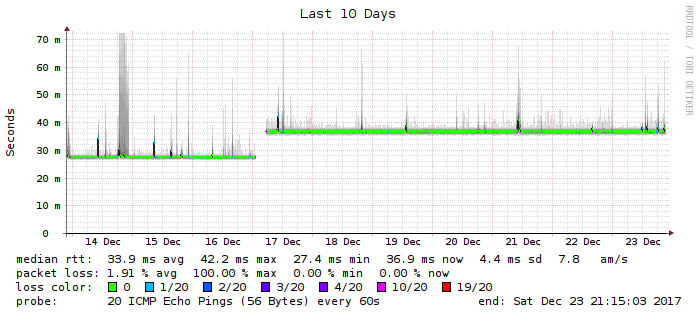 Last 10 Days
RRDTOOL / TOBI OETIKER
Seconds
70 m
60 m
50 m
40 m
30 m
20 m
10 m
0
14 Dec 15 Dec 16 Dec 17 Dec 18 Dec 19 Dec 20 Dec 21 Dec 22 Dec 23 Dec
median rtt: 33.9 ms avg 42.2 ms max 27.4 ms min 36.9 ms now 4.4 ms sd 7.8 am/s
packet loss: 1.91 % avg 100.00 % max 0.00 % min 0.00 % now
loss color: 0 1/20 2/20 3/20 4/20 10/20 19/20
probe: 20 ICMP Echo Pings (56 Bytes) every 60s end: Sat Dec 23 21:15:03 2017